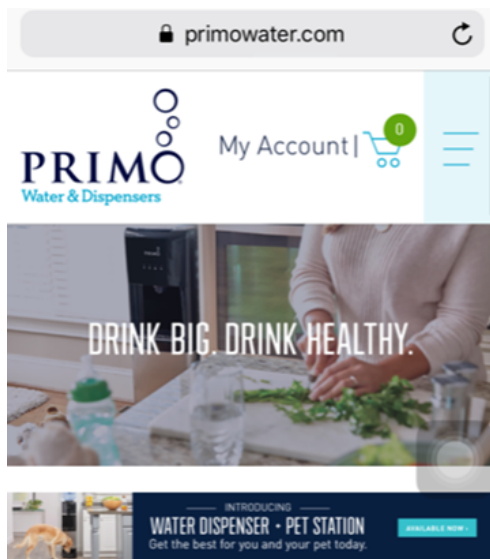 primowater.com
My Account|
0
PRIMO
Water & Dispensers
DRINK BIG. DRINK HEALTHY.
INTRODUCING
WATER DISPENSER + PET STATION
AVAILABLE NOW ›
Get the best for you and your pet today.